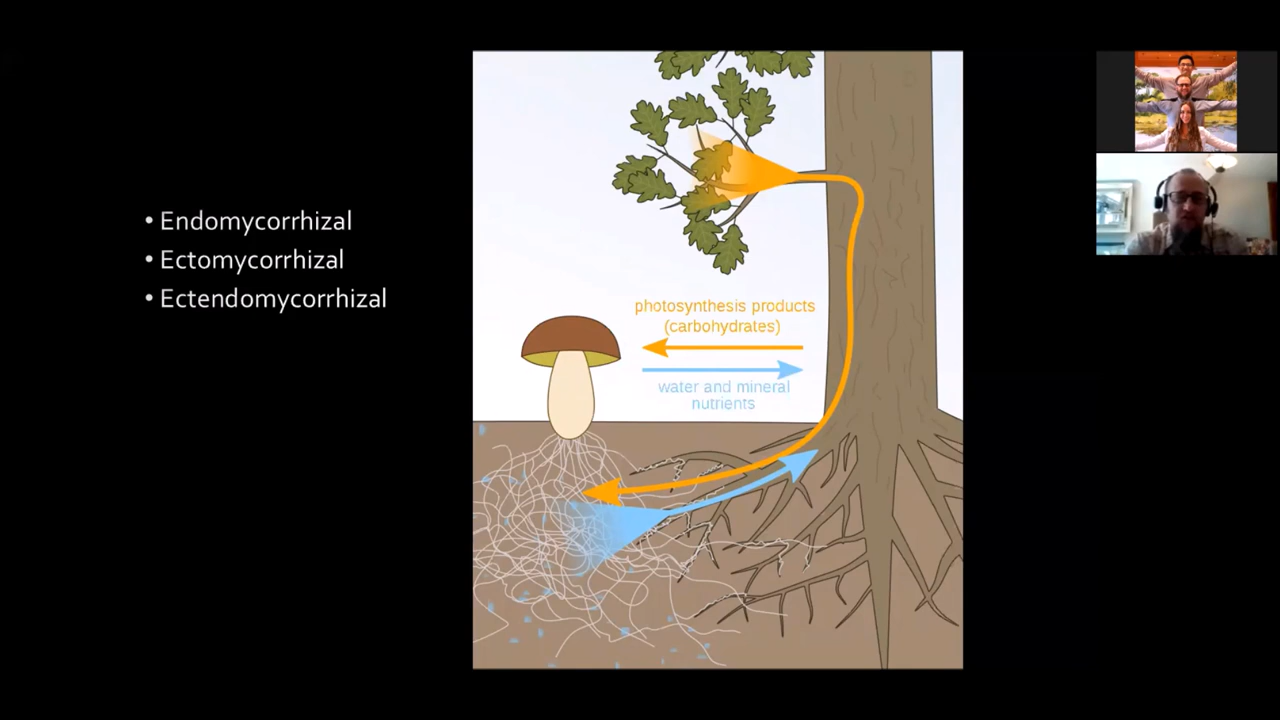 • Endomycorrhizal
• Ectomycorrhizal
• Ectendomycorrhizal
photosynthesis products
(carbohydrates)
water and mineral
nutrients